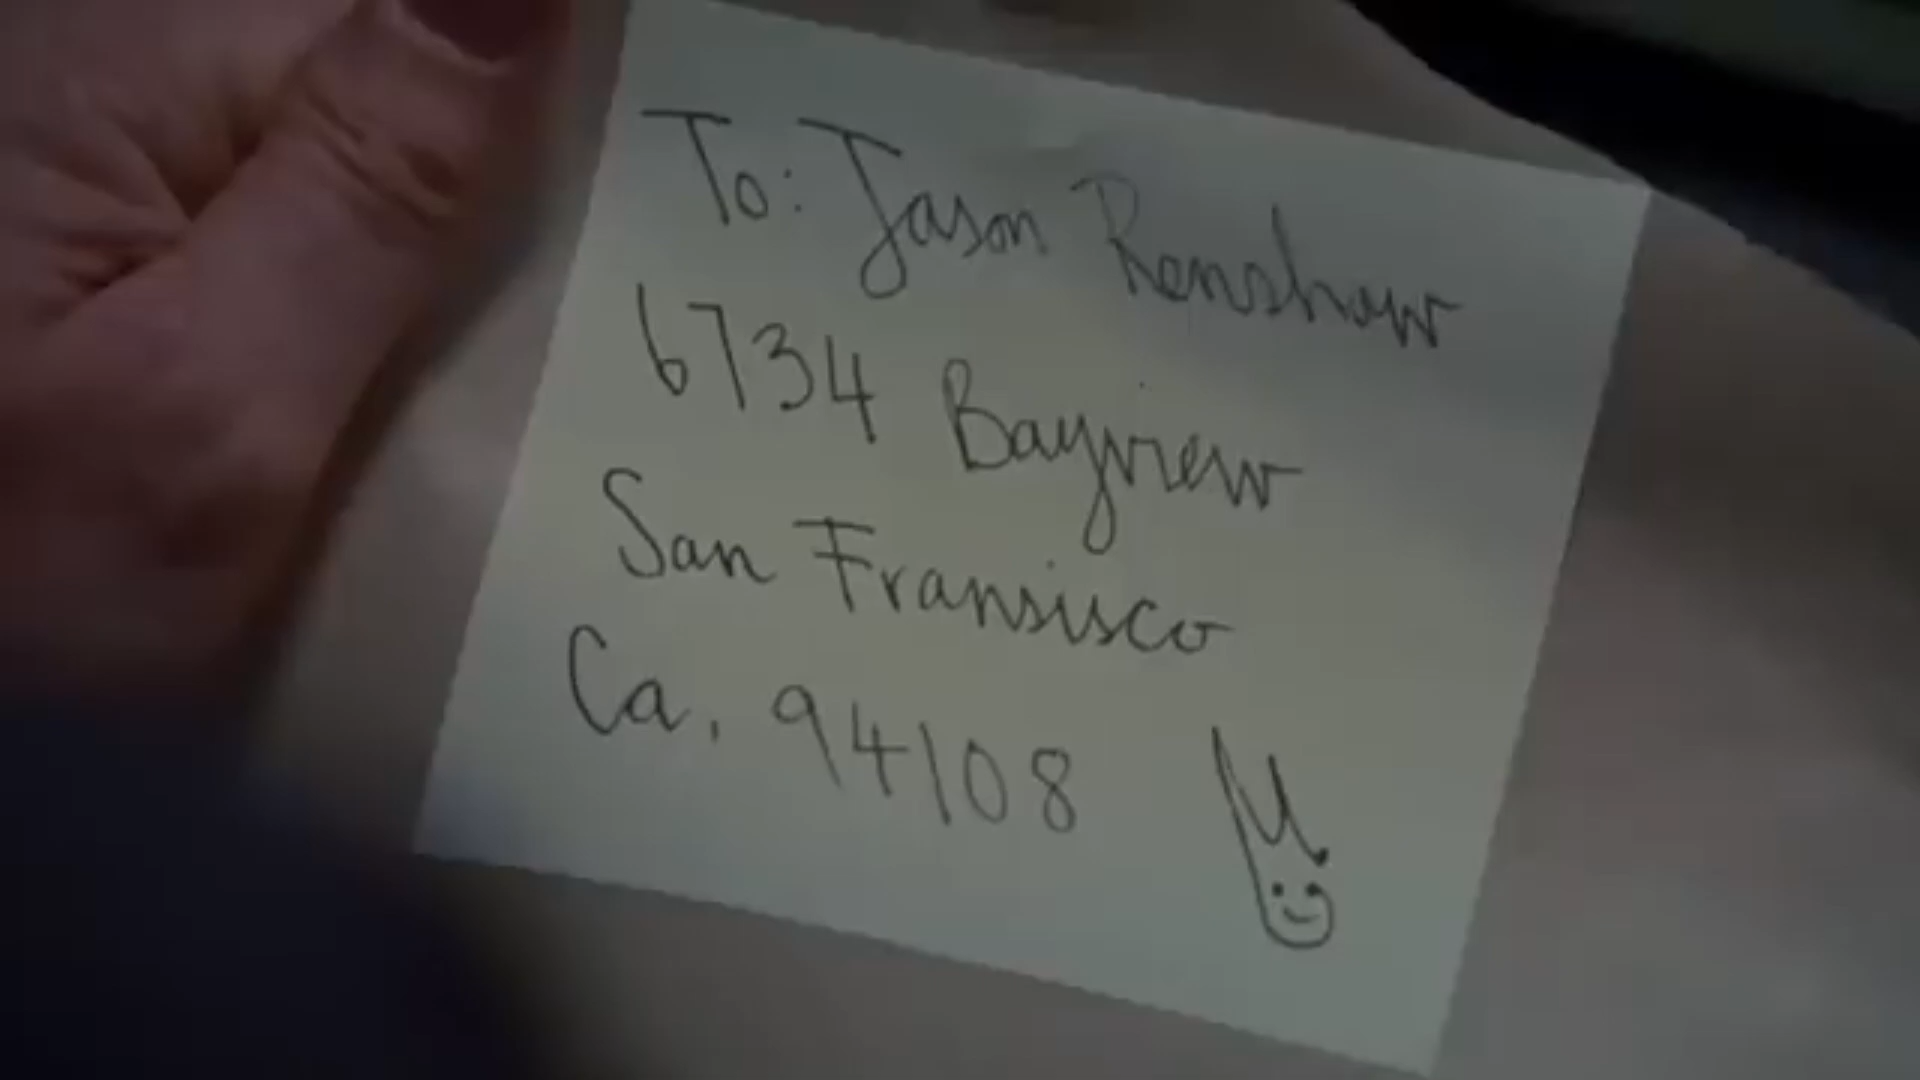 To: Jason Renshaw
6734 Bayview
San Fransisco
Ca, 94108
M